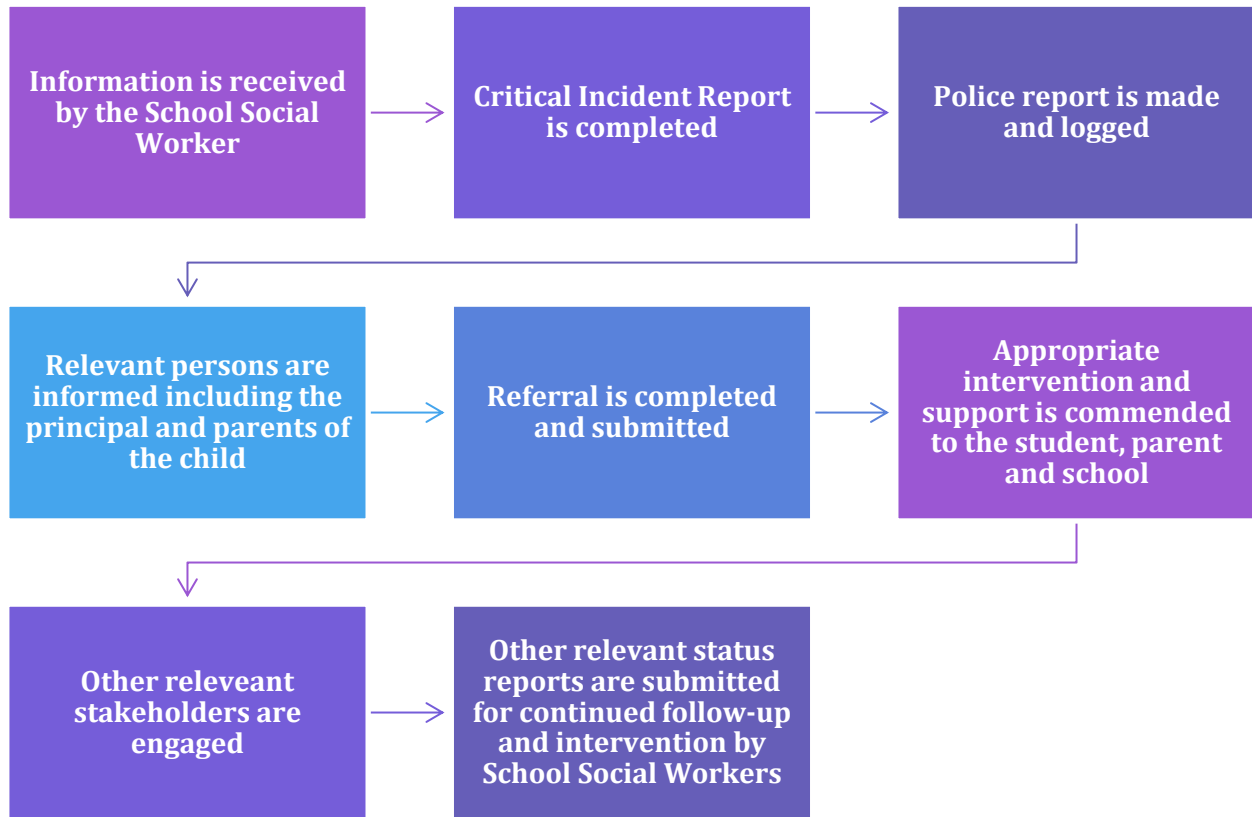 Information is received
by the School Social
Worker
Critical Incident Report
is completed
Police report is made
and logged
Relevant persons are
informed including the
principal and parents of
the child
Referral is completed
and submitted
Appropriate
intervention and
support is commended
to the student, parent
and school
Other releveant
stakeholders are
engaged
Other relevant status
reports are submitted
for continued follow-up
and intervention by
School Social Workers